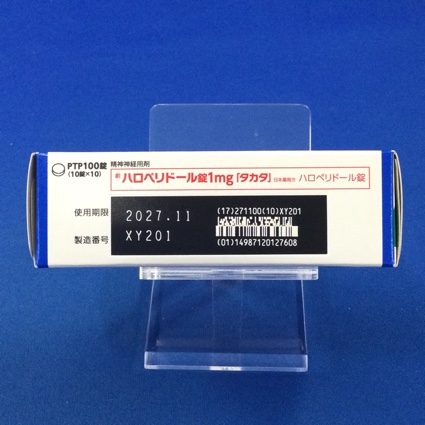 PTP100錠
(10錠×10)
精神神経用剤
劇 ハロペリドール錠1mg「タカタ」 日本薬局方 ハロペリドール錠
使用期限 2027.11
製造番号 XY201
(17)271100(10)XY201
(01)14987120127608